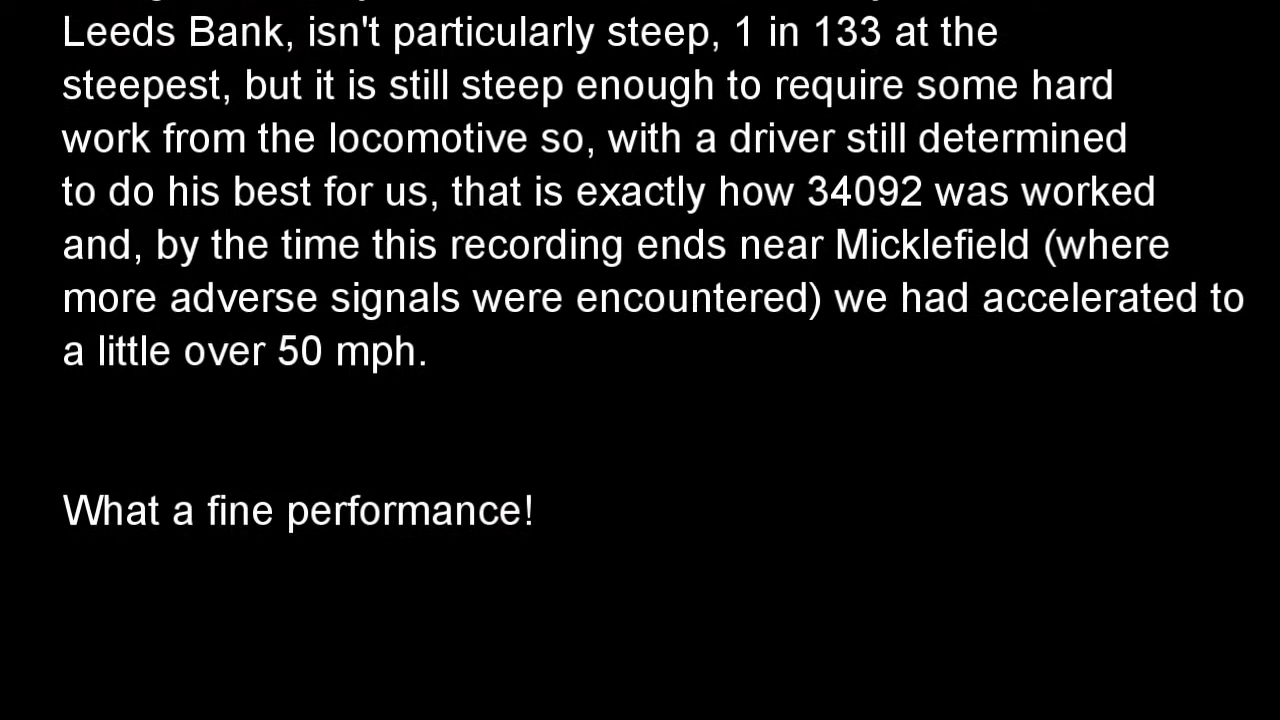 Leeds Bank, isn't particularly steep, 1 in 133 at the
steepest, but it is still steep enough to require some hard
work from the locomotive so, with a driver still determined
to do his best for us, that is exactly how 34092 was worked
and, by the time this recording ends near Micklefield (where
more adverse signals were encountered) we had accelerated to
a little over 50 mph.
What a fine performance!